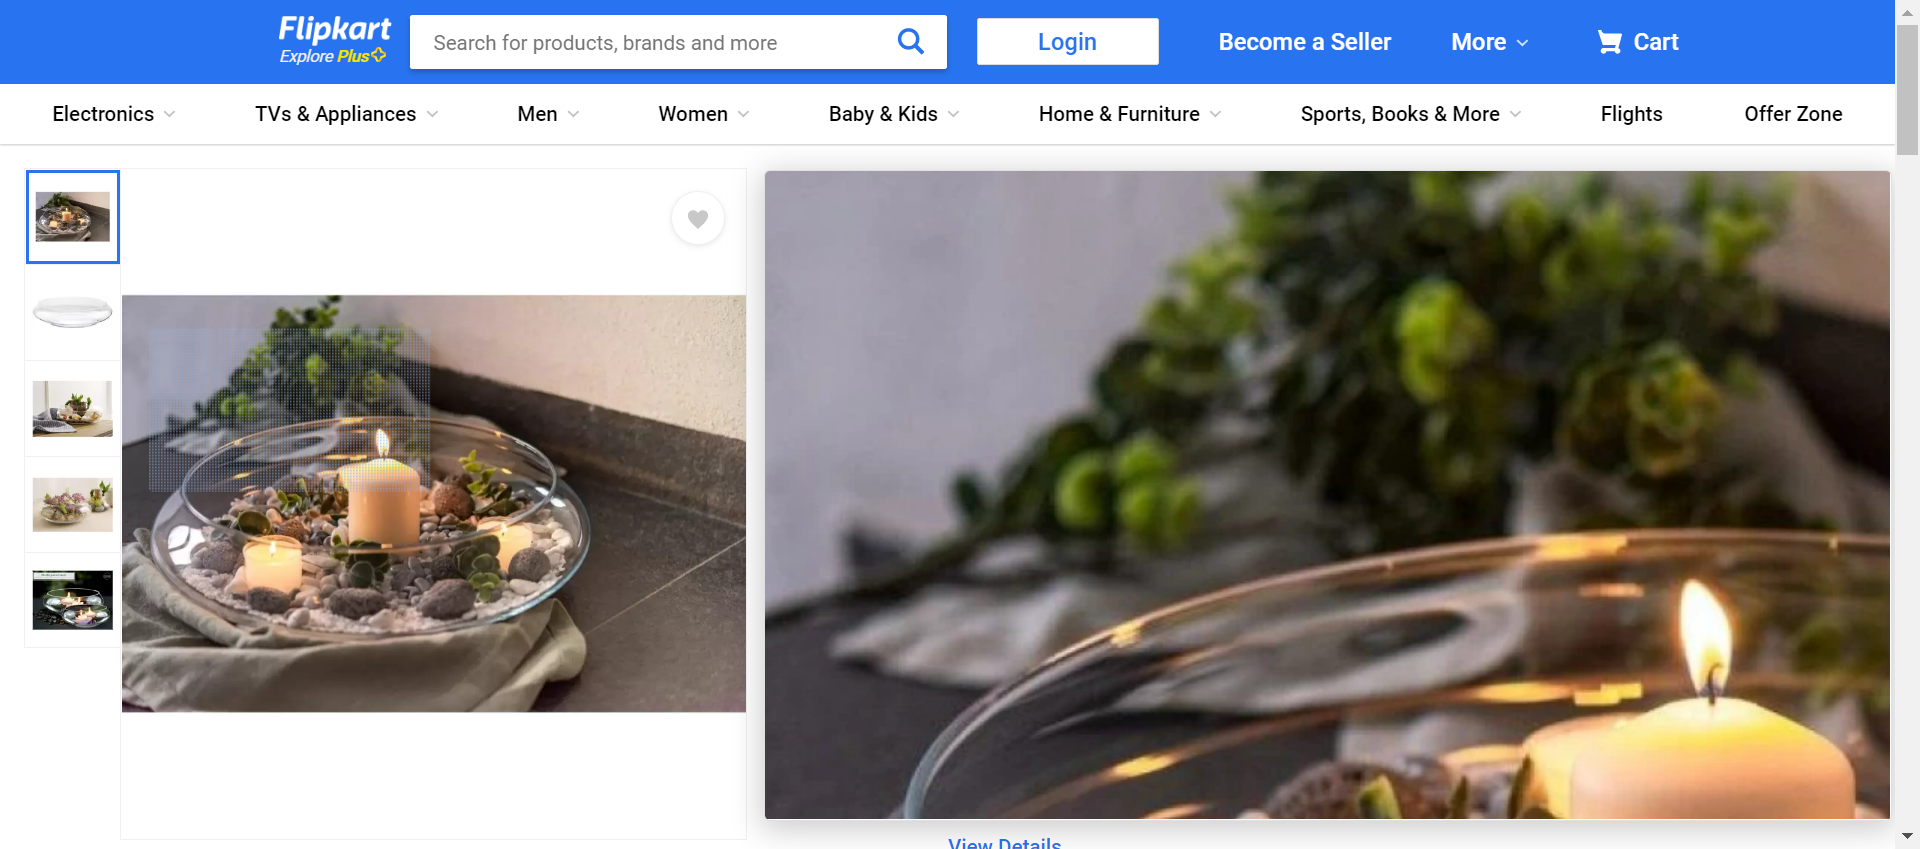 Flipkart
Explore Plus
Search for products, brands and more
Login
Become a Seller
More
Cart
Electronics
TVs & Appliances
Men
Women
Baby & Kids
Home & Furniture
Sports, Books & More
Flights
Offer Zone
View Details